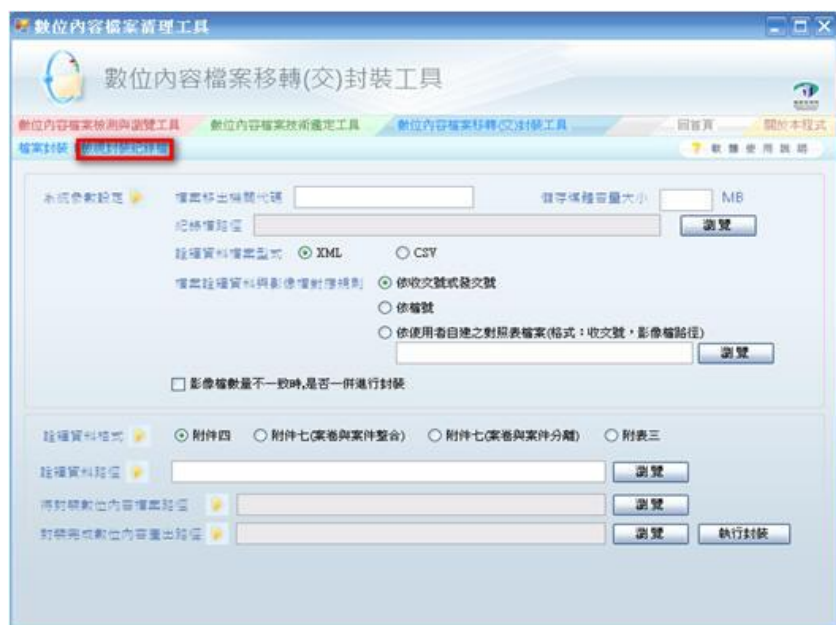 數位內容檔案清理工具
數位內容檔案移轉(交)封裝工具
數位內容檔案檢測與瀏覽工具 數位內容檔案技術鑑定工具 數位內容檔案移轉(交)封裝工具 回首頁 關於本程式
檔案封裝 檢視封裝紀錄檔 ? 軟體使用說明
系統參數設定 檔案移出機關代碼 儲存媒體容量大小 MB
紀錄檔路徑 瀏覽
詮釋資料檔案型式 XML CSV
檔案詮釋資料與影像檔對應規則 依收文號或發文號
依檔號
依使用者自建之對照表檔案(格式：收文號，影像檔路徑)
瀏覽
影像檔數量不一致時,是否一併進行封裝
詮釋資料格式 附件四 附件七(案卷與案件整合) 附件七(案卷與案件分離) 附表三
詮釋資料路徑 瀏覽
待封裝數位內容檔案路徑 瀏覽
封裝完成數位內容匯出路徑 瀏覽 執行封裝